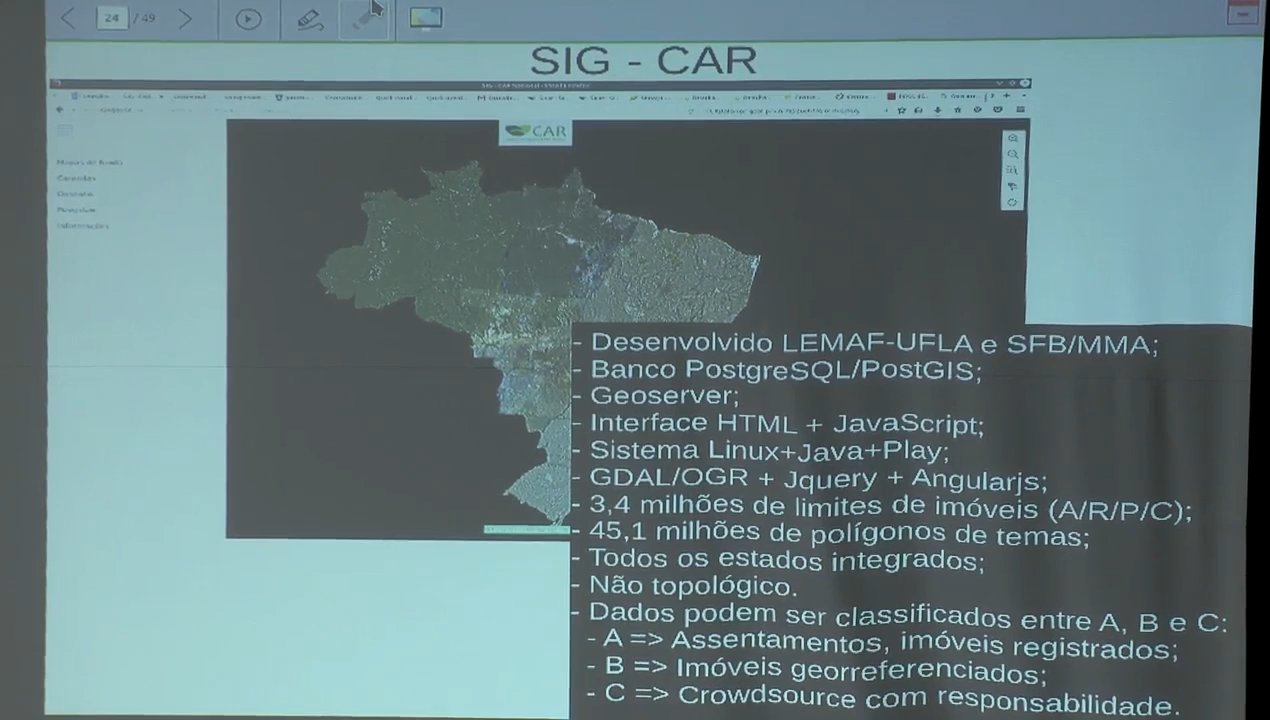 24 / 49
SIG - CAR
CAR
- Desenvolvido LEMAF-UFLA e SFB/MMA;
- Banco PostgreSQL/PostGIS;
- Geoserver;
- Interface HTML + JavaScript;
- Sistema Linux+Java+Play;
- GDAL/OGR + Jquery + Angularjs;
- 3,4 milhões de limites de imóveis (A/R/P/C);
- 45,1 milhões de polígonos de temas;
- Todos os estados integrados;
- Não topológico.
- Dados podem ser classificados entre A, B e C:
- A => Assentamentos, imóveis registrados;
- B => Imóveis georreferenciados;
- C => Crowdsource com responsabilidade.